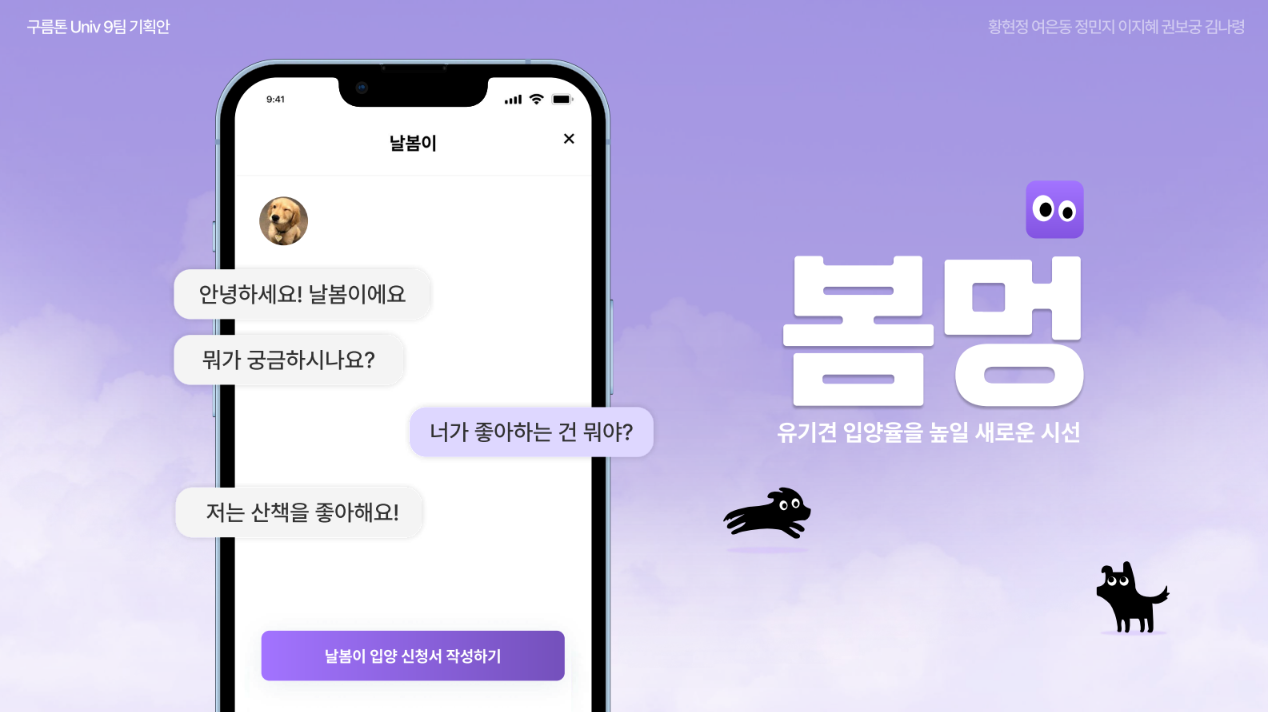 구름톤 Univ 9팀 기획안
황현정 여은동 정민지 이지혜 권보궁 김나령
9:41
날봄이
안녕하세요! 날봄이에요
뭐가 궁금하시나요?
너가 좋아하는 건 뭐야?
저는 산책을 좋아해요!
날봄이 입양 신청서 작성하기
봄멍
유기견 입양율을 높일 새로운 시선